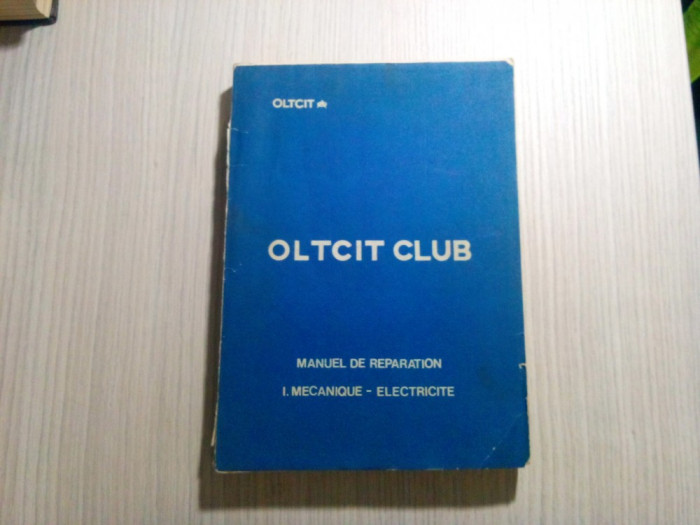 OLTCIT
OLTCIT CLUB
MANUEL DE REPARATION
I. MECANIQUE - ELECTRICITE